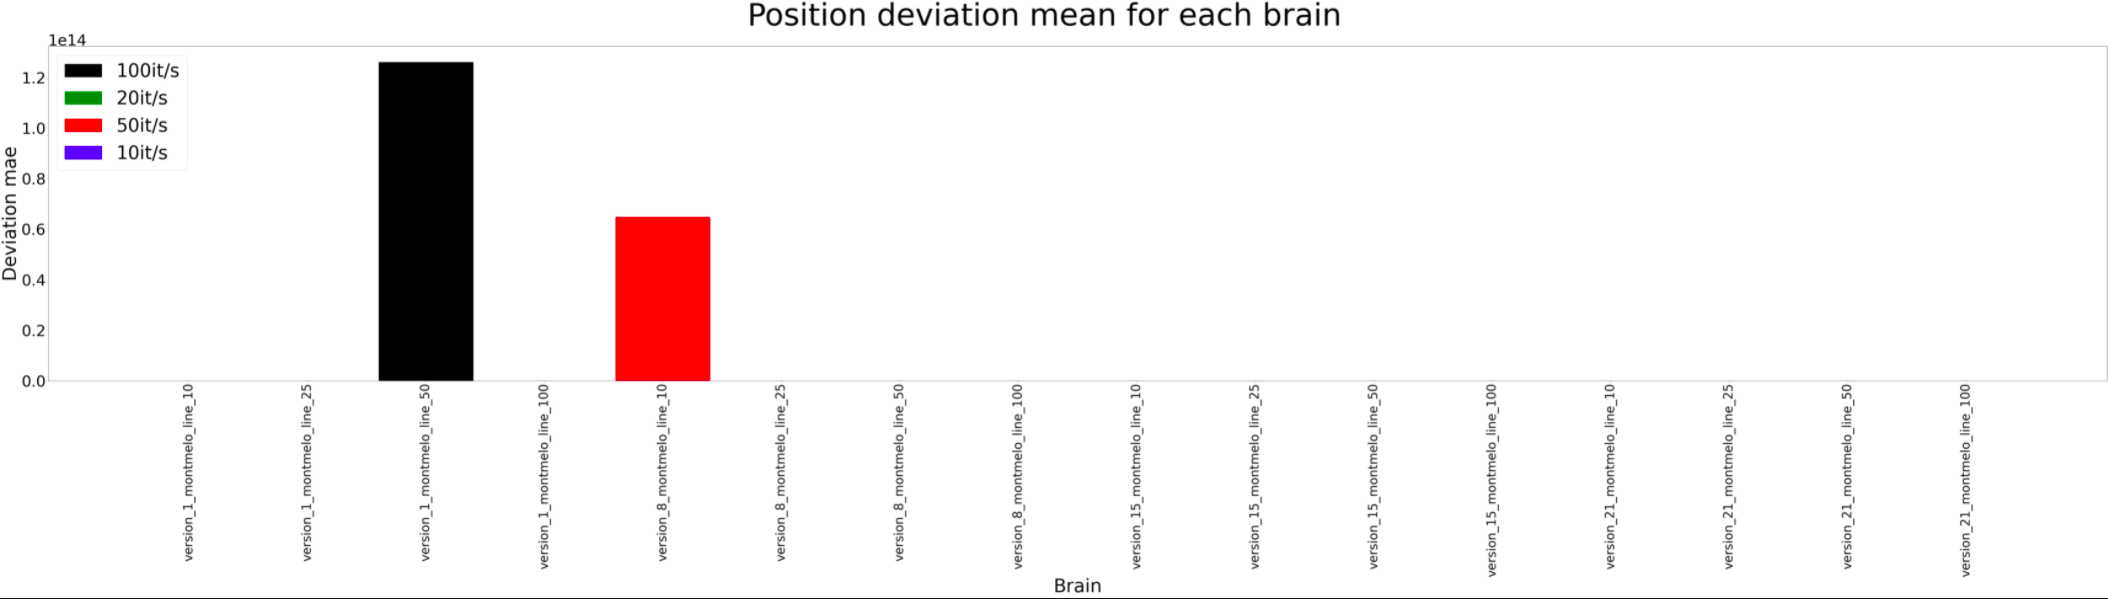 Position deviation mean for each brain
1e14
1.2
1.0
0.8
0.6
0.4
0.2
0.0
Deviation mae
100it/s
20it/s
50it/s
10it/s
version_1_montmelo_line_10
version_1_montmelo_line_25
version_1_montmelo_line_50
version_1_montmelo_line_100
version_8_montmelo_line_10
version_8_montmelo_line_25
version_8_montmelo_line_50
version_8_montmelo_line_100
version_15_montmelo_line_10
version_15_montmelo_line_25
version_15_montmelo_line_50
version_15_montmelo_line_100
version_21_montmelo_line_10
version_21_montmelo_line_25
version_21_montmelo_line_50
version_21_montmelo_line_100
Brain